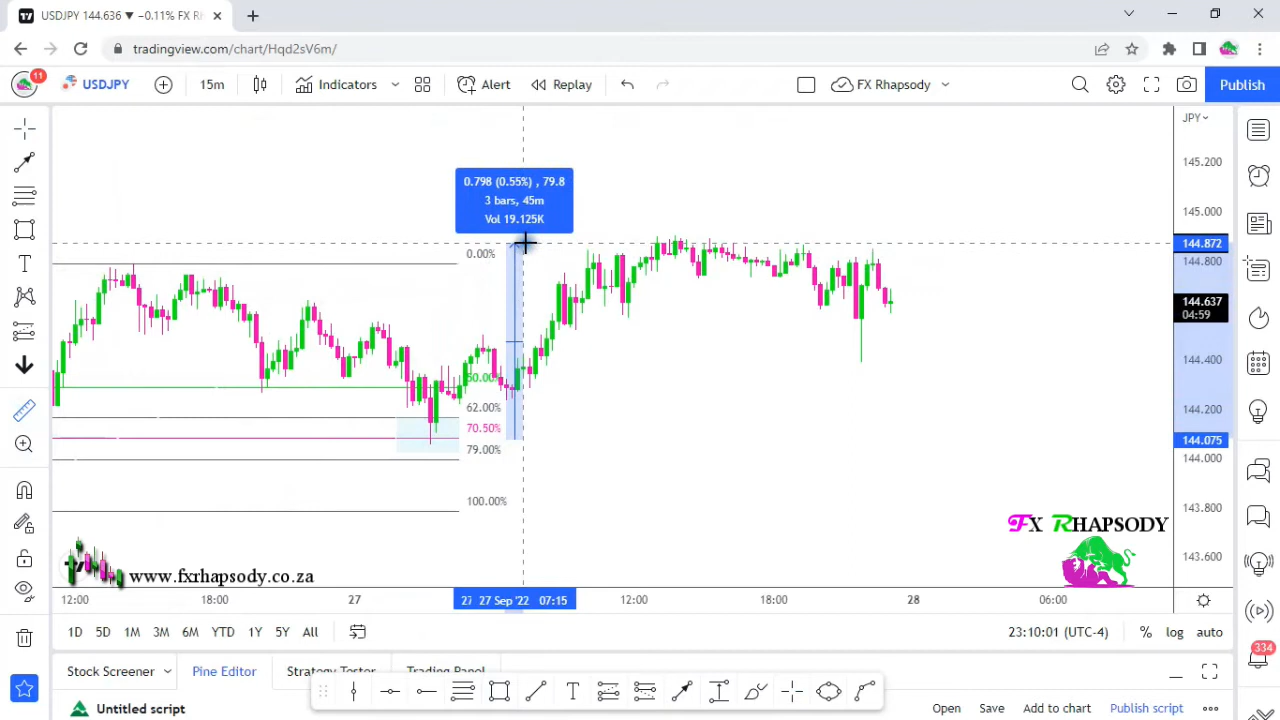 USDJPY 144.636 ▼ −0.11% FX Rh
tradingview.com/chart/Hqd2sV6m/
11
USDJPY
15m
Indicators
Alert
Replay
FX Rhapsody
Publish
JPY
145.200
145.000
144.872
144.800
144.637
04:59
144.400
144.200
144.075
144.000
143.800
143.600
0.798 (0.55%) , 79.8
3 bars, 45m
Vol 19.125K
0.00%
50.00%
62.00%
70.50%
79.00%
100.00%
FX RHAPSODY
www.fxrhapsody.co.za
12:00
18:00
27
27
27 Sep '22 07:15
12:00
18:00
28
06:00
1D 5D 1M 3M 6M YTD 1Y 5Y All
23:10:01 (UTC-4)
% log auto
334
Stock Screener
Pine Editor
Strategy Tester
Trading Panel
Untitled script
Open
Save
Add to chart
Publish script